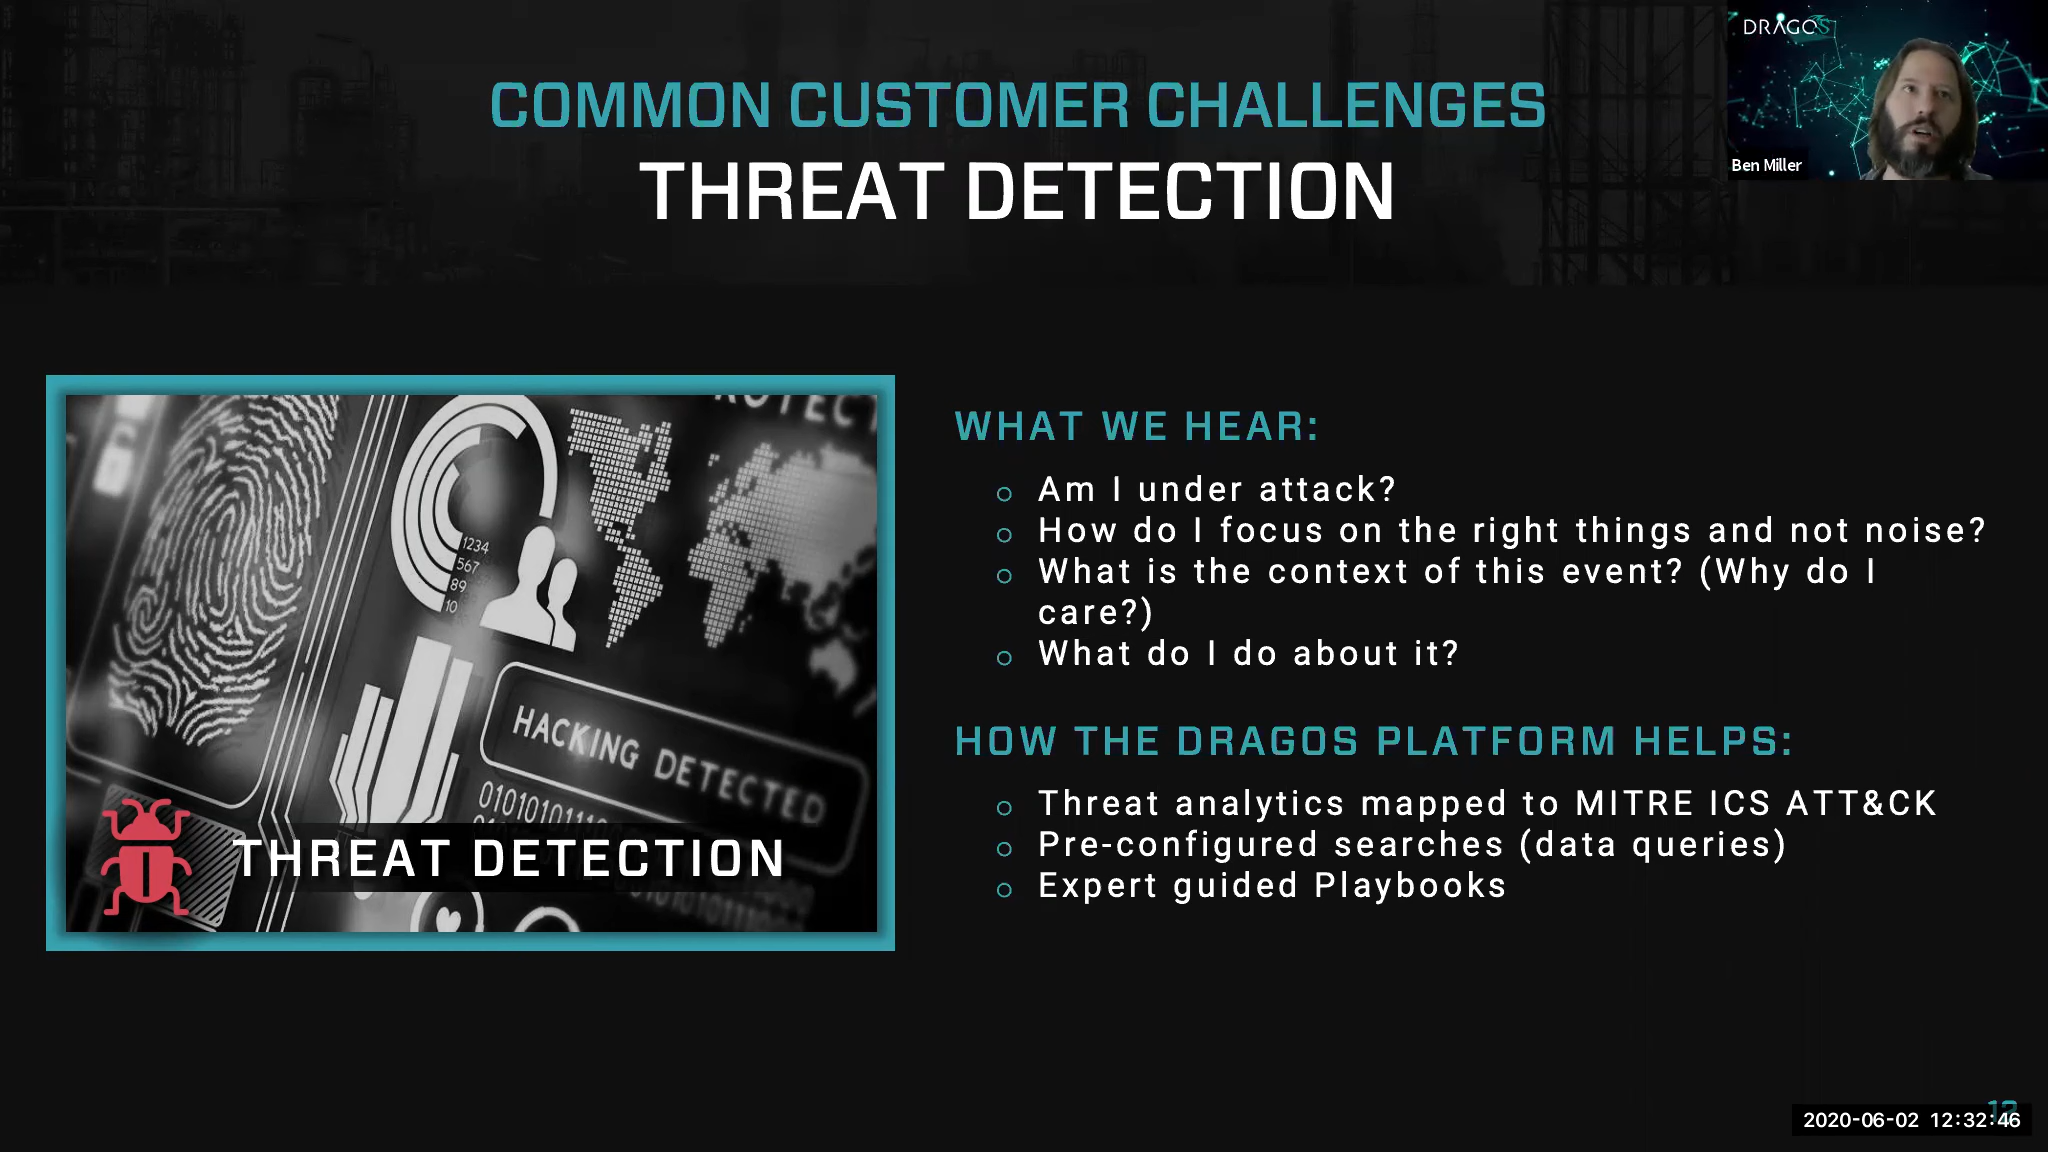 DRAGOS
Ben Miller
COMMON CUSTOMER CHALLENGES
THREAT DETECTION
1234
567
89
10
HACKING DETECTED
THREAT DETECTION
WHAT WE HEAR:
Am I under attack?
How do I focus on the right things and not noise?
What is the context of this event? (Why do I
care?)
What do I do about it?
HOW THE DRAGOS PLATFORM HELPS:
Threat analytics mapped to MITRE ICS ATT&CK
Pre-configured searches (data queries)
Expert guided Playbooks
2020-06-02 12:32:46